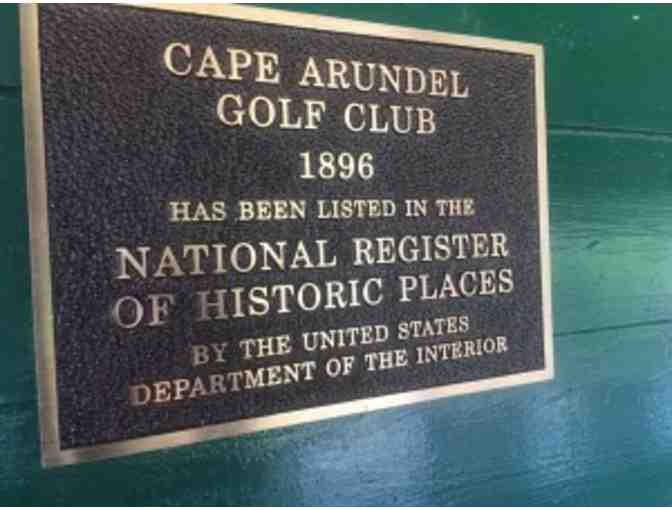 CAPE ARUNDEL
GOLF CLUB
1896
HAS BEEN LISTED IN THE
NATIONAL REGISTER
OF HISTORIC PLACES
BY THE UNITED STATES
DEPARTMENT OF THE INTERIOR